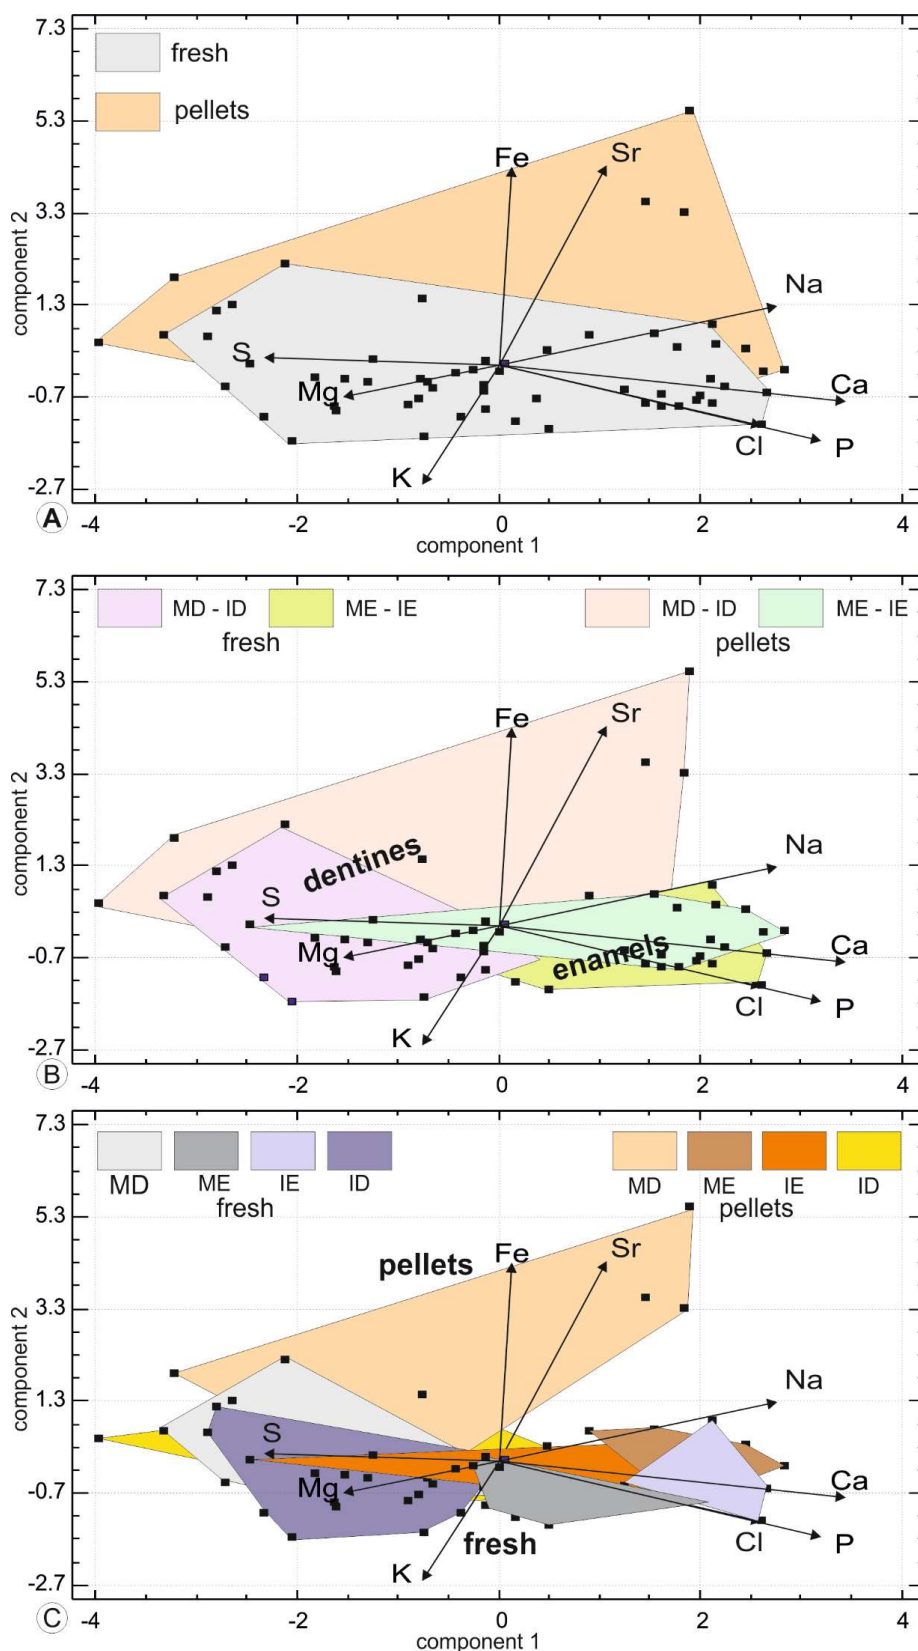 7.3
fresh
pellets
5.3
Fe
Sr
3.3
component 2
Na
1.3
S
Mg
Ca
-0.7
Cl
P
K
-2.7
A
-4
-2
0
2
4
component 1
7.3
MD - ID
ME - IE
MD - ID
ME - IE
fresh
pellets
5.3
Fe
Sr
3.3
component 2
dentines
Na
1.3
S
Mg
enamels
Ca
-0.7
Cl
P
K
-2.7
B
-4
-2
0
2
4
7.3
MD
ME
IE
ID
MD
ME
IE
ID
fresh
pellets
5.3
pellets
Fe
Sr
3.3
component 2
Na
1.3
S
Mg
Ca
-0.7
fresh
Cl
P
K
-2.7
C
-4
-2
0
2
4
component 1